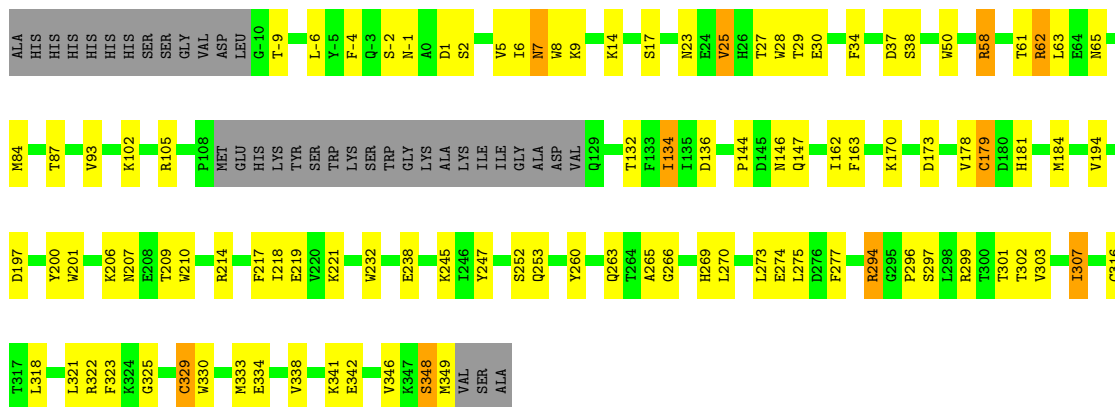 ALA HIS HIS HIS HIS HIS HIS SER SER GLY VAL ASP LEU G-10 T-9 L-6 Y-5 F-4 Q-3 S-2 N-1 A0 D1 S2 V5 I6 N7 W8 K9 K14 S17 N23 E24 V25 H26 T27 W28 T29 E30 F34 D37 S38 W50 R58 T61 R62 L63 E64 N65
M84 T87 V93 K102 R105 P108 MET GLU HIS LYS TYR SER TRP LYS SER TRP GLY LYS ALA LYS ILE ILE GLY ALA ASP VAL Q129 T132 F133 I134 I135 D136 P144 D145 N146 Q147 I162 F163 K170 D173 V178 C179 D180 H181 M184 V194
D197 Y200 W201 K206 N207 E208 T209 W210 R214 F217 I218 E219 V220 K221 W232 E238 K245 I246 Y247 S252 Q253 Y260 Q263 T264 A265 G266 H269 L270 L273 E274 L275 D276 F277 R294 G295 P296 S297 L298 R299 T300 T301 T302 V303 I307
T317 L318 L321 R322 F323 K324 G325 C329 W330 M333 E334 V338 K341 E342 V346 K347 S348 M349 VAL SER ALA